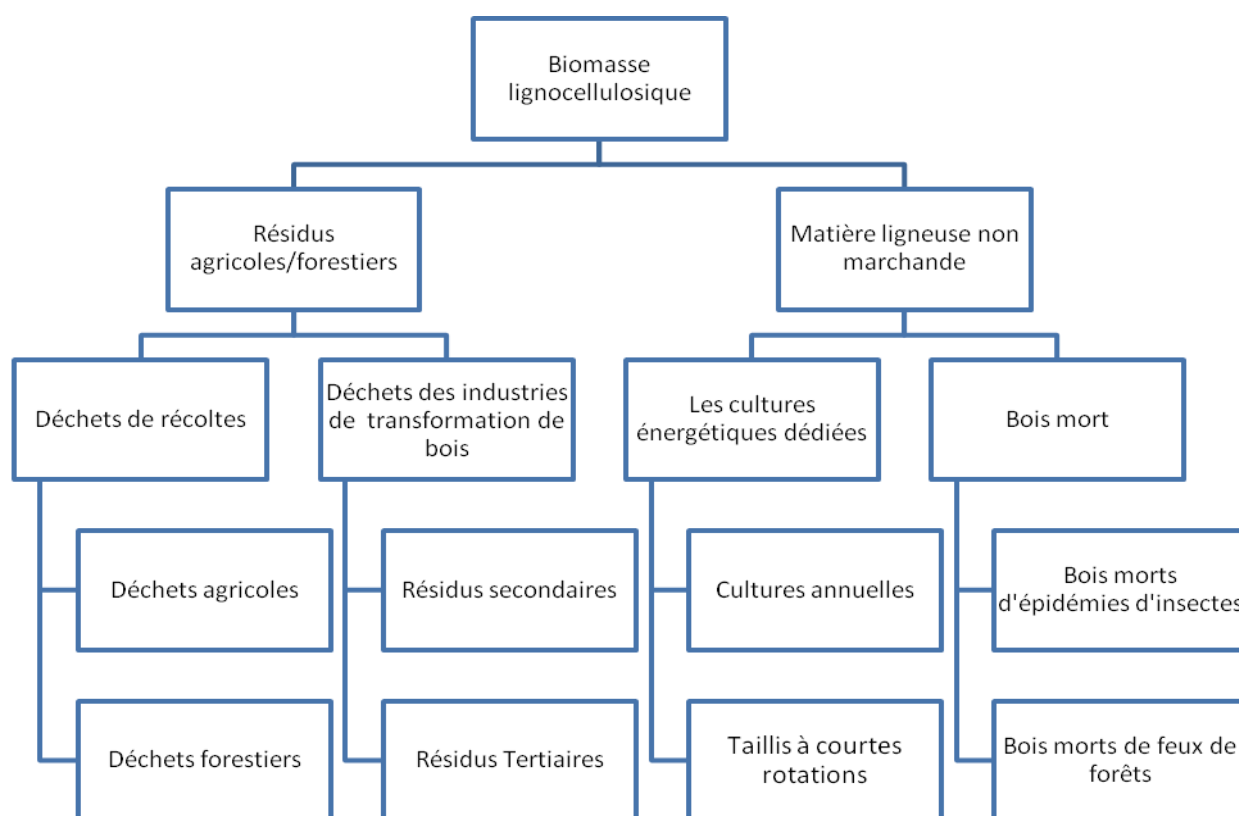 Biomasse
lignocellulosique
Résidus
agricoles/forestiers
Matière ligneuse non
marchande
Déchets de récoltes
Déchets des industries
de transformation de
bois
Les cultures
énergétiques dédiées
Bois mort
Déchets agricoles
Résidus secondaires
Cultures annuelles
Bois morts
d'épidémies d'insectes
Déchets forestiers
Résidus Tertiaires
Taillis à courtes
rotations
Bois morts de feux de
forêts